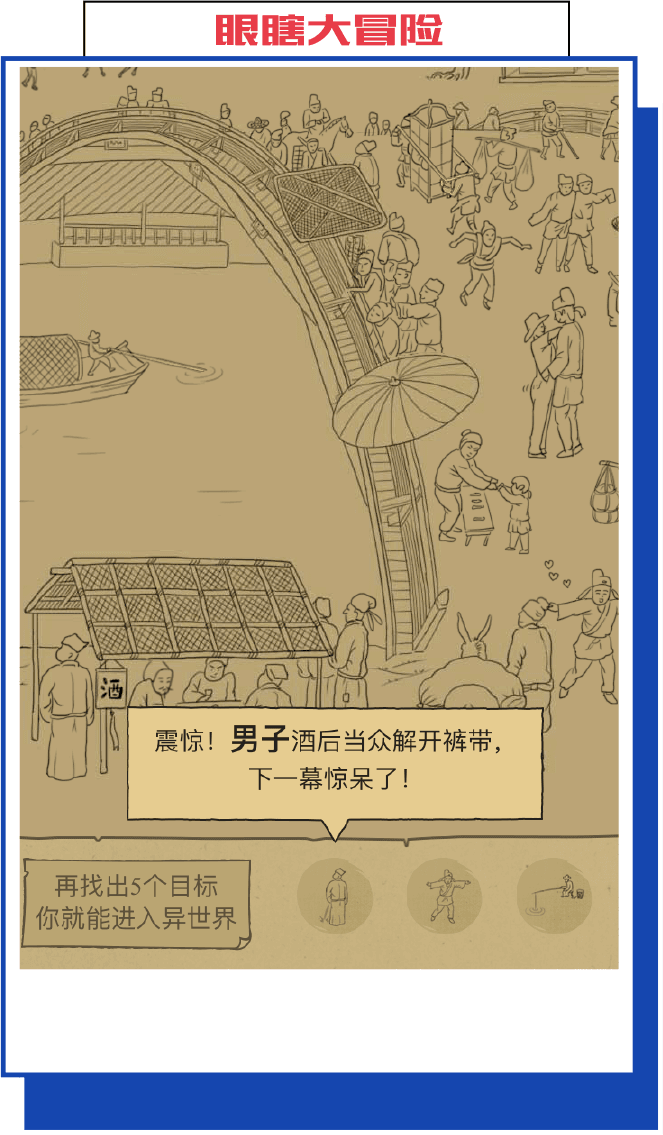 眼瞎大冒险
酒
震惊！男子酒后当众解开裤带，
下一幕惊呆了！
再找出5个目标
你就能进入异世界